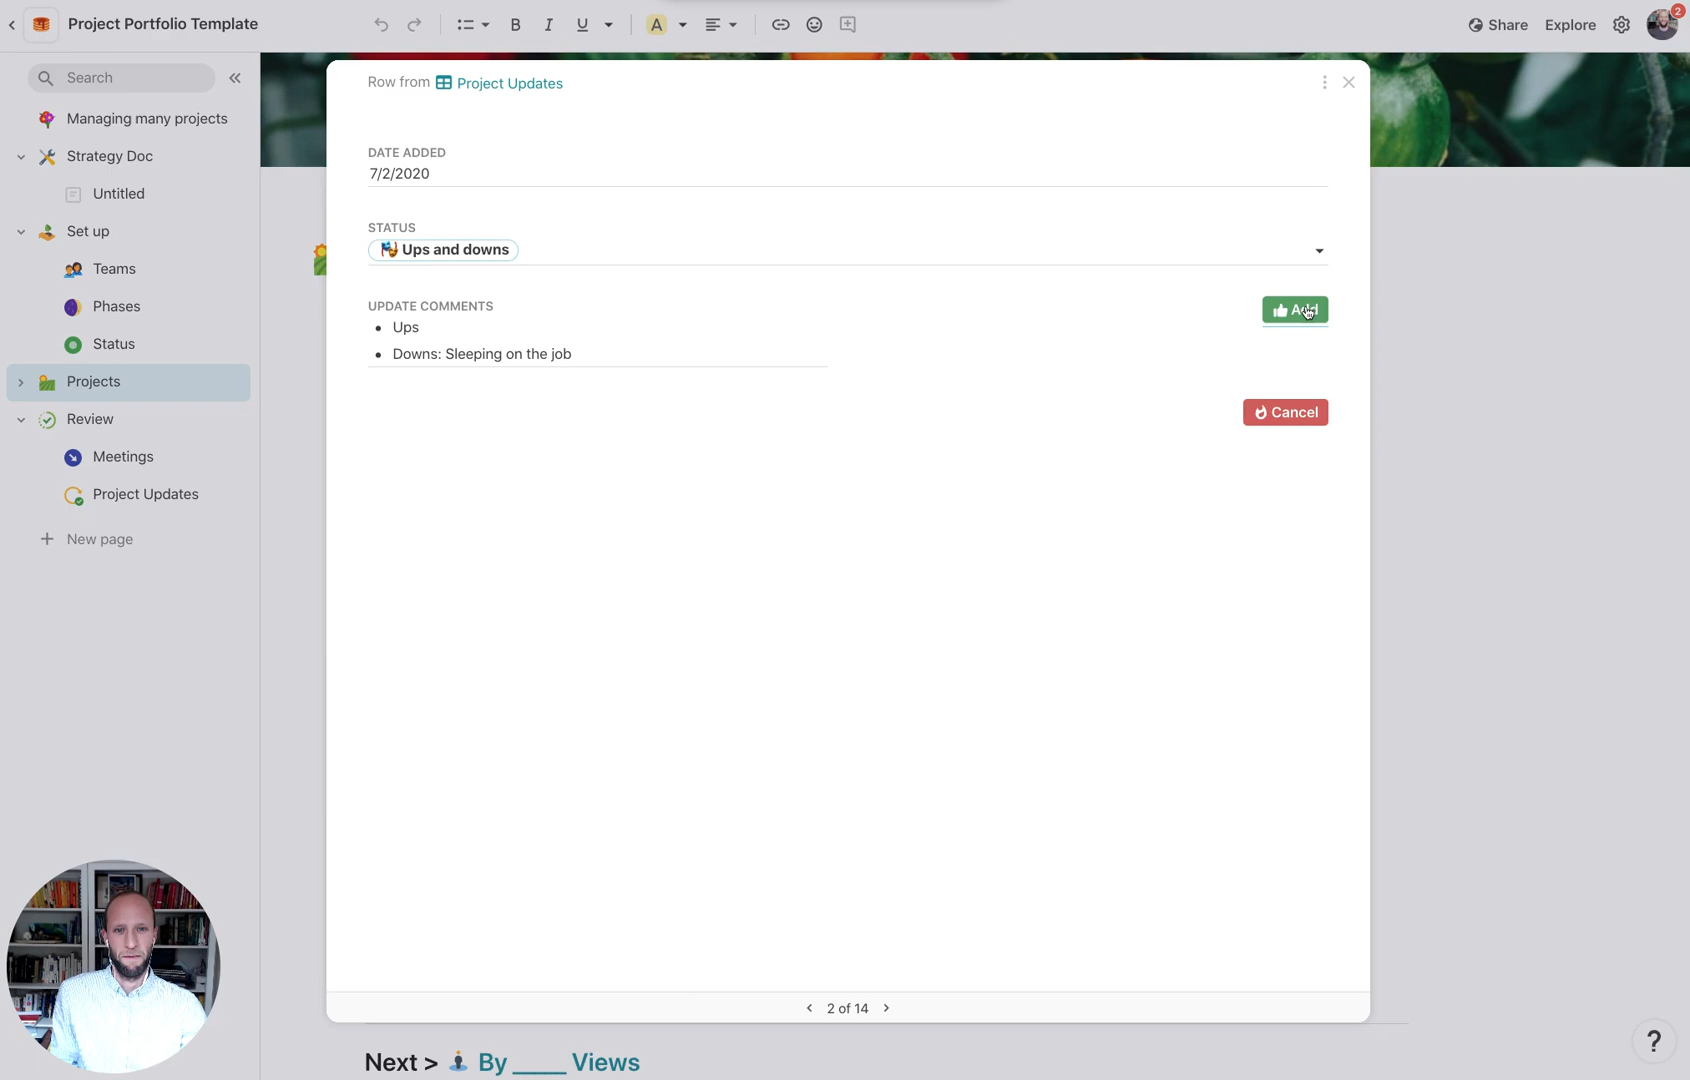 Project Portfolio Template
B I U A
Share Explore 2
Search
Managing many projects
Strategy Doc
Untitled
Set up
Teams
Phases
Status
Projects
Review
Meetings
Project Updates
New page
Row from Project Updates
DATE ADDED
7/2/2020
STATUS
Ups and downs
UPDATE COMMENTS
Ups
Downs: Sleeping on the job
Add
Cancel
2 of 14
Next > By ____ Views
?